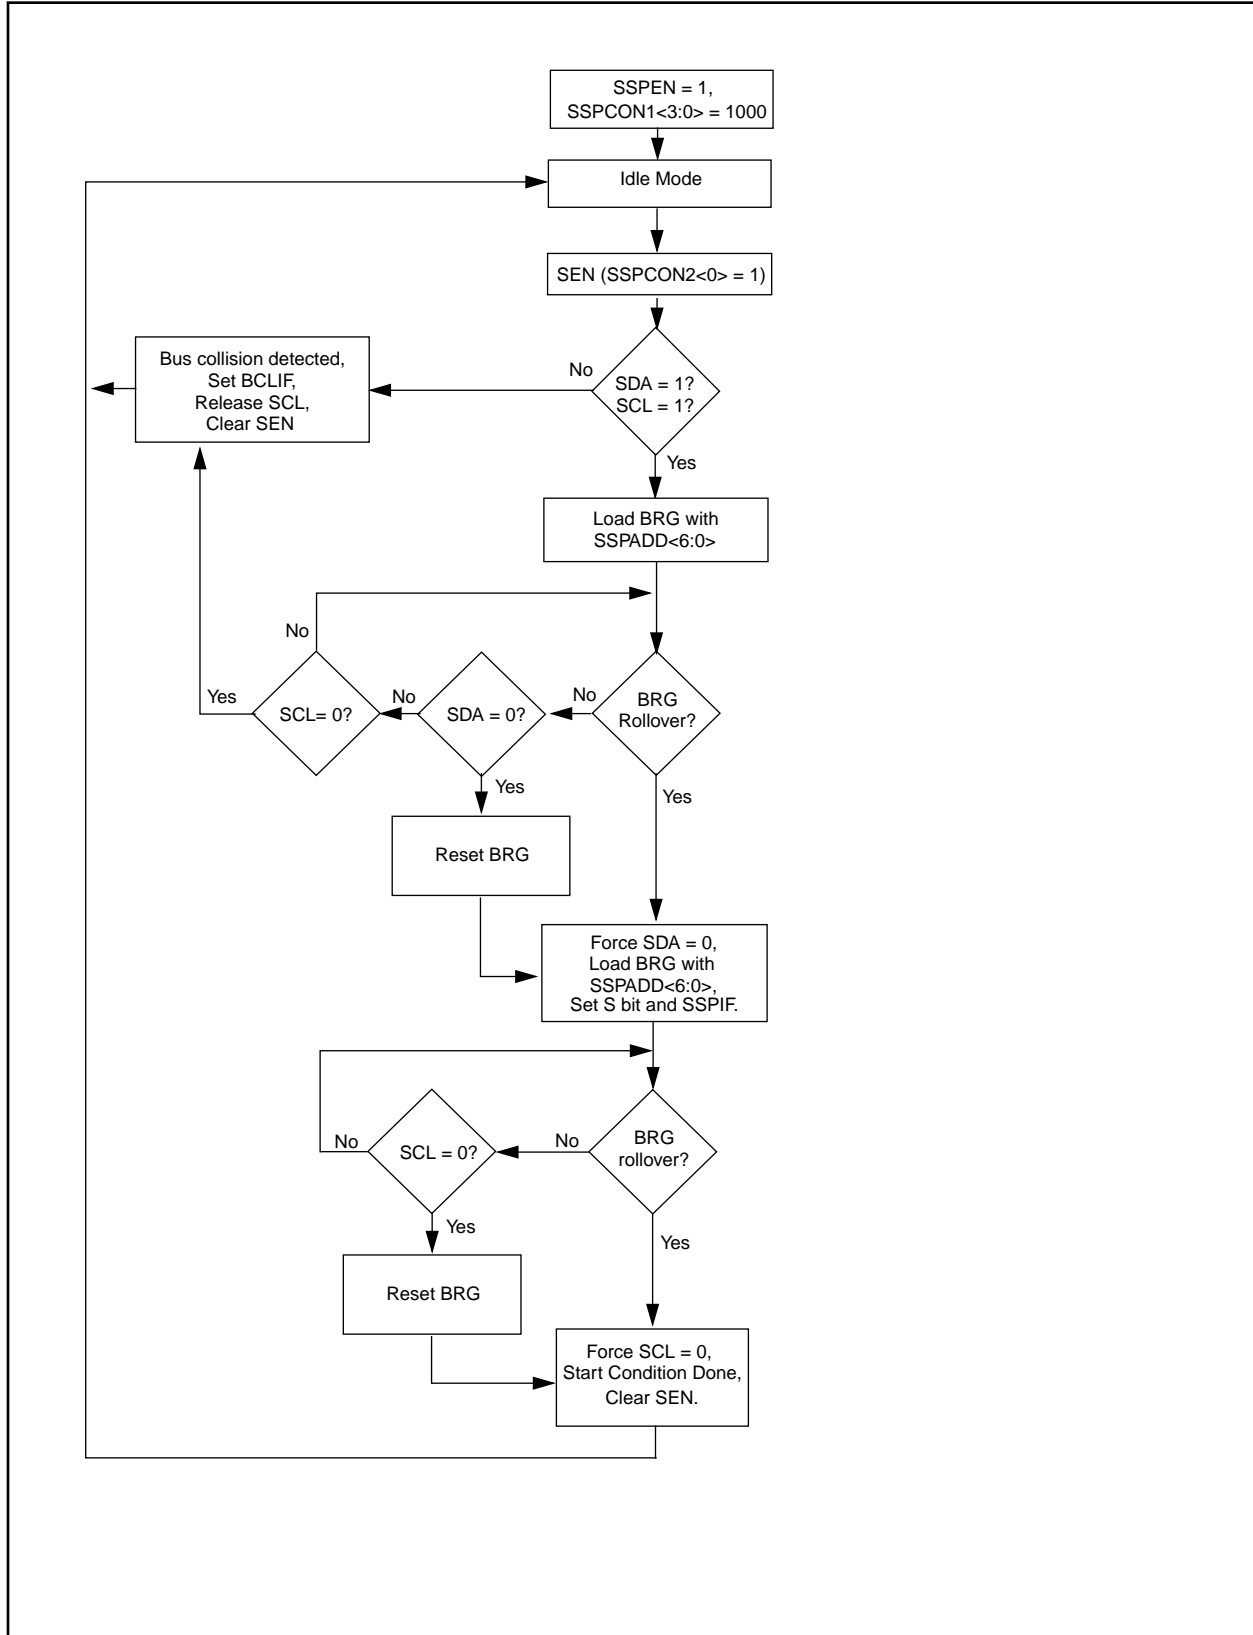 SSPEN = 1,
SSPCON1<3:0> = 1000
Idle Mode
SEN (SSPCON2<0> = 1)
Bus collision detected,
Set BCLIF,
Release SCL,
Clear SEN
No
SDA = 1?
SCL = 1?
Yes
Load BRG with
SSPADD<6:0>
No
Yes
SCL= 0?
No
SDA = 0?
No
BRG
Rollover?
Yes
Yes
Reset BRG
Force SDA = 0,
Load BRG with
SSPADD<6:0>,
Set S bit and SSPIF.
No
SCL = 0?
No
BRG
rollover?
Yes
Yes
Reset BRG
Force SCL = 0,
Start Condition Done,
Clear SEN.